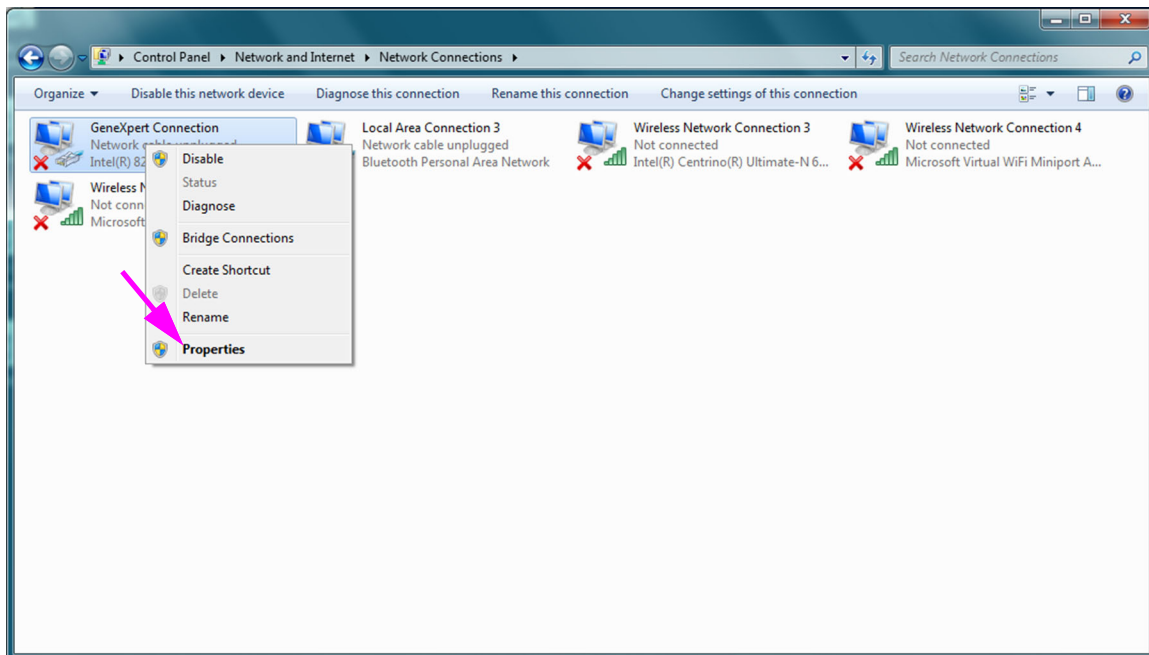 Control Panel Network and Internet Network Connections
Search Network Connections
Organize Disable this network device Diagnose this connection Rename this connection Change settings of this connection
GeneXpert Connection
Network cable unplugged
Intel(R) 82
Local Area Connection 3
Network cable unplugged
Bluetooth Personal Area Network
Wireless Network Connection 3
Not connected
Intel(R) Centrino(R) Ultimate-N 6...
Wireless Network Connection 4
Not connected
Microsoft Virtual WiFi Miniport A...
Wireless N
Not conn
Microsoft
Disable
Status
Diagnose
Bridge Connections
Create Shortcut
Delete
Rename
Properties